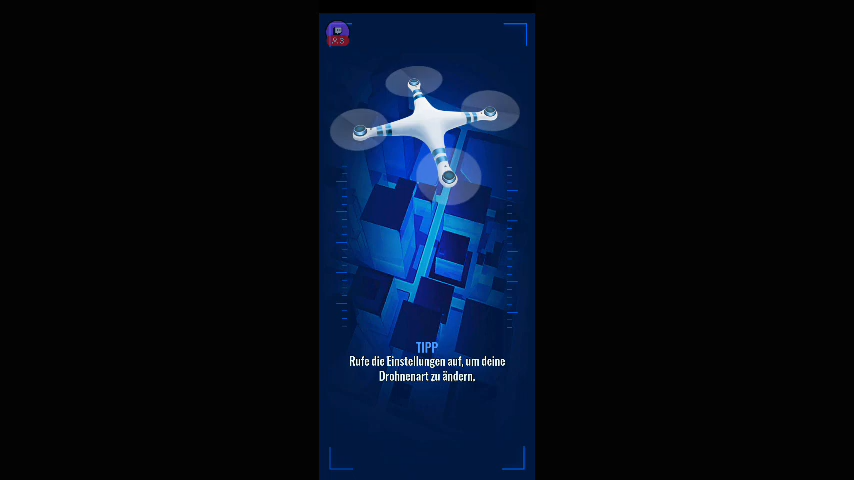 TIPP
Rufe die Einstellungen auf, um deine
Drohnenart zu ändern.